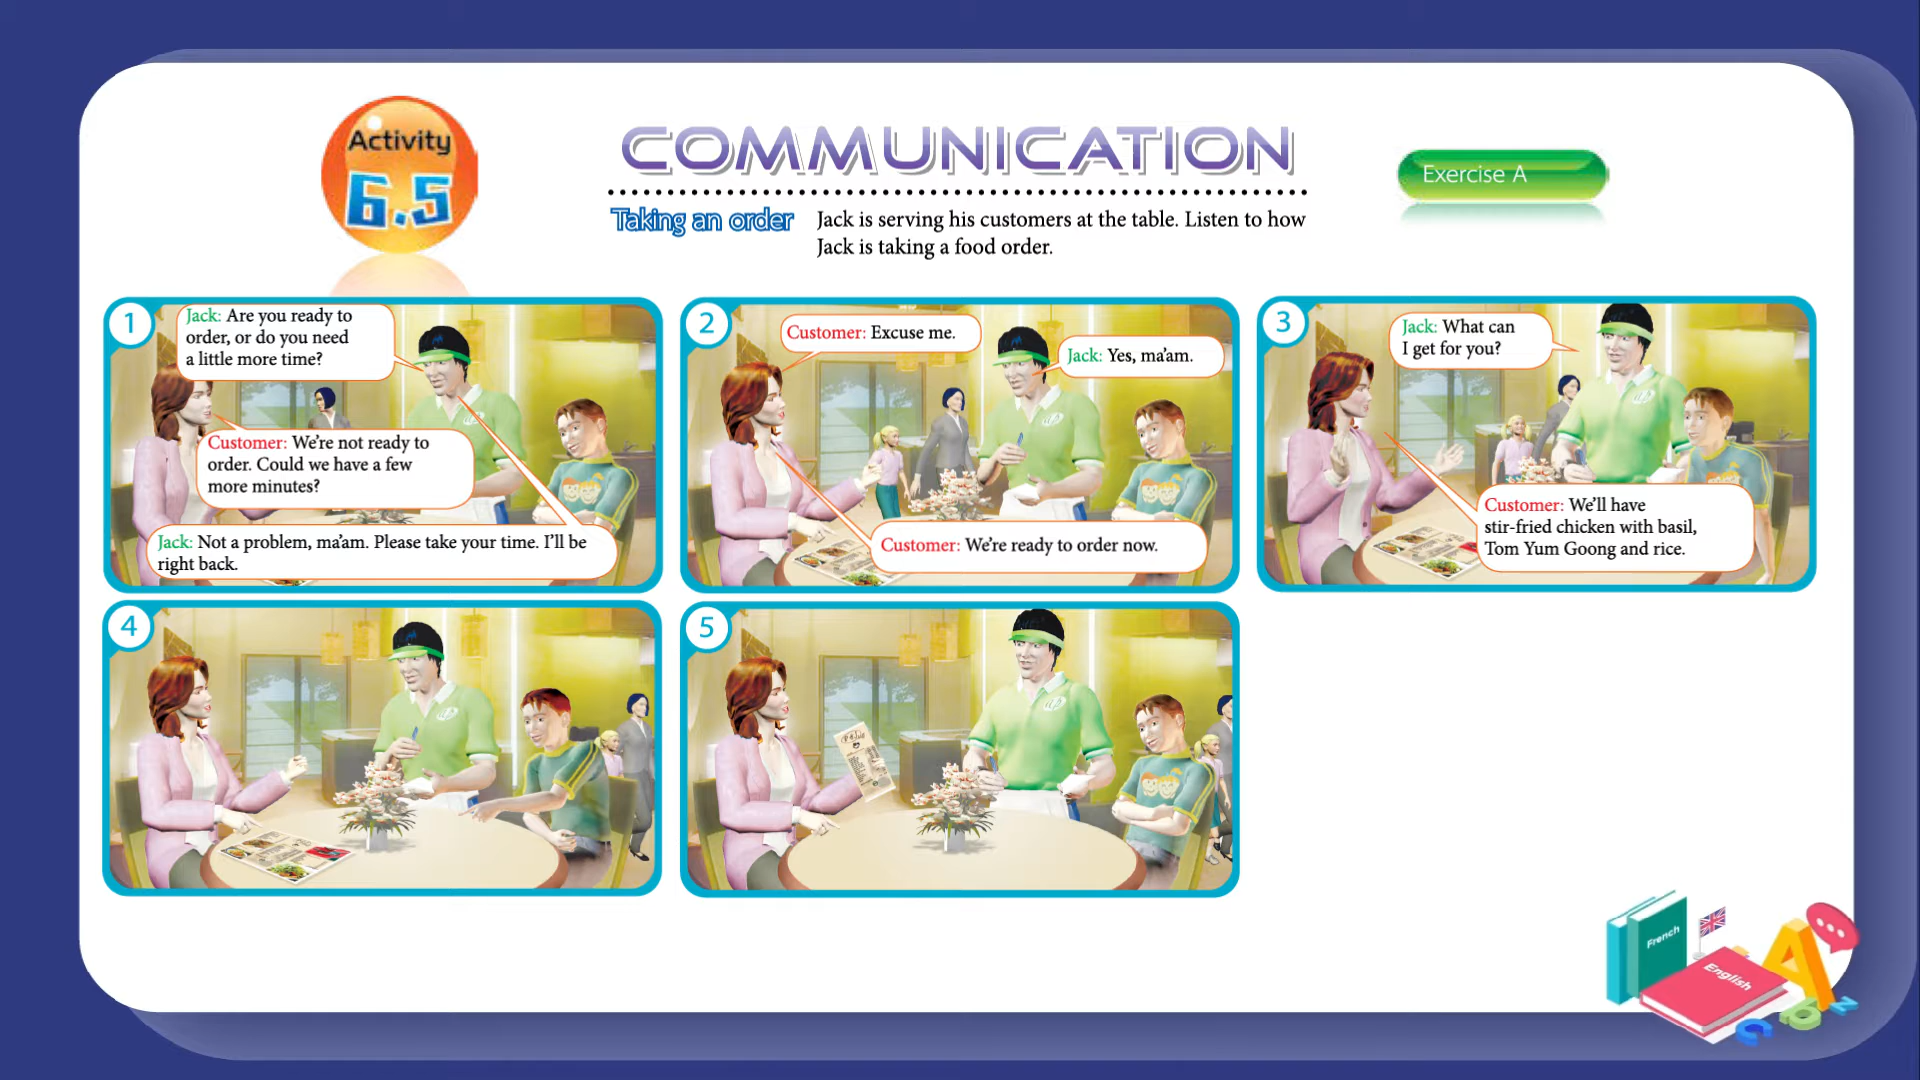 Activity
6.5
COMMUNICATION
Exercise A
Taking an order
Jack is serving his customers at the table. Listen to how
Jack is taking a food order.
1
Jack: Are you ready to
order, or do you need
a little more time?
Customer: We're not ready to
order. Could we have a few
more minutes?
Jack: Not a problem, ma'am. Please take your time. I'll be
right back.
2
Customer: Excuse me.
Jack: Yes, ma'am.
Customer: We're ready to order now.
3
Jack: What can
I get for you?
Customer: We'll have
stir-fried chicken with basil,
Tom Yum Goong and rice.
4
5
French
English
A